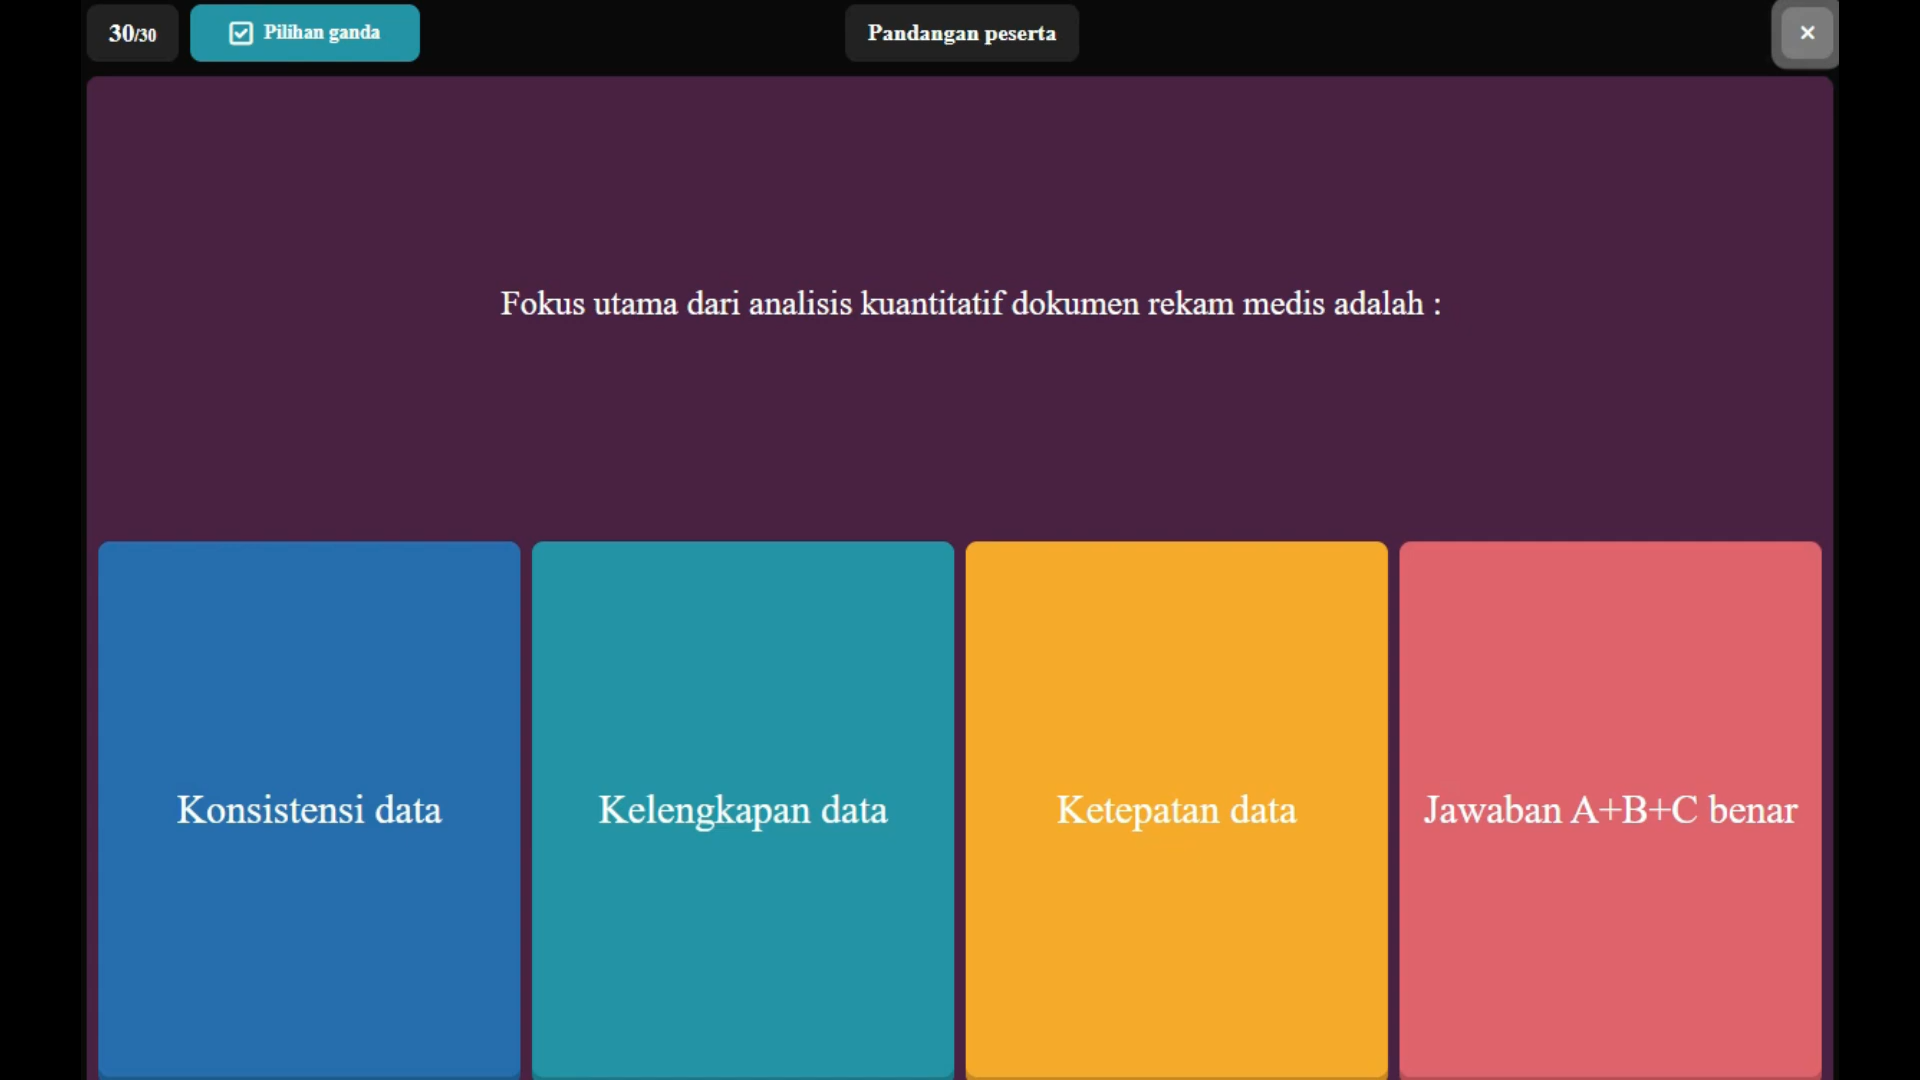 30/30
Pilihan ganda
Pandangan peserta
Fokus utama dari analisis kuantitatif dokumen rekam medis adalah :
Konsistensi data
Kelengkapan data
Ketepatan data
Jawaban A+B+C benar